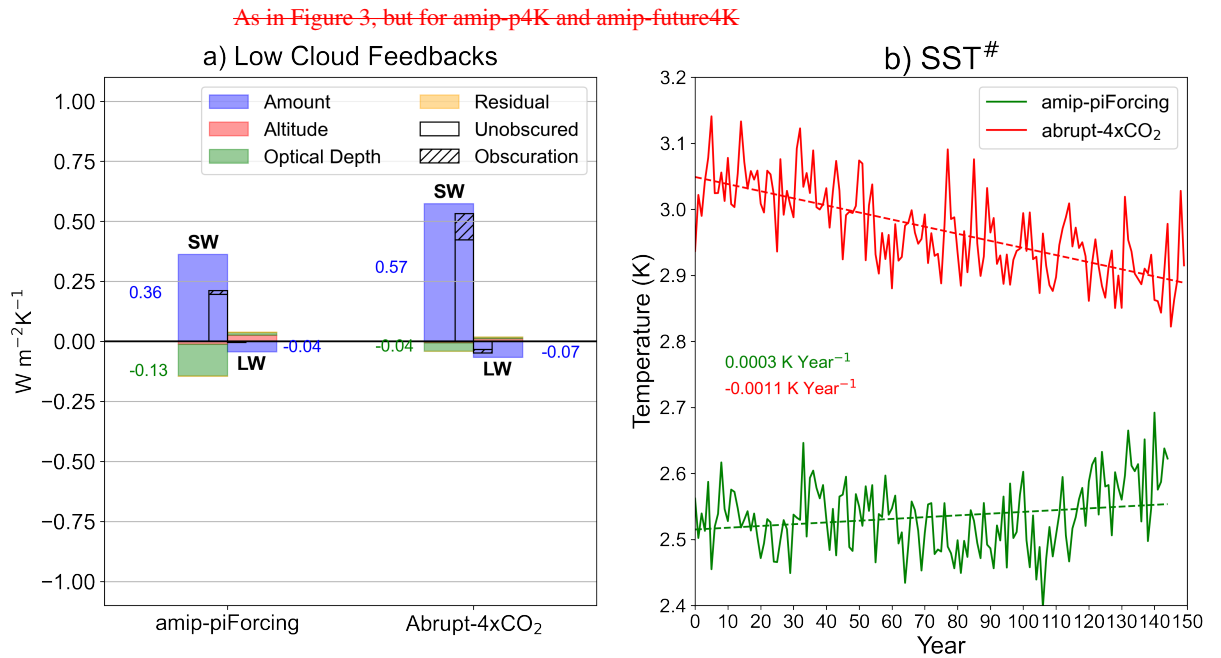 As in Figure 3, but for amip-p4K and amip-future4K
a) Low Cloud Feedbacks
W m−2K−1
1.00
0.75
0.50
0.25
0.00
−0.25
−0.50
−0.75
−1.00
Amount
Altitude
Optical Depth
Residual
Unobscured
Obscuration
SW
0.36
-0.13
-0.04
LW
SW
0.57
-0.04
-0.07
LW
amip-piForcing
Abrupt-4xCO2
b) SST#
Temperature (K)
3.2
3.1
3.0
2.9
2.8
2.7
2.6
2.5
2.4
amip-piForcing
abrupt-4xCO2
0.0003 K Year−1
-0.0011 K Year−1
0 10 20 30 40 50 60 70 80 90 100 110 120 130 140 150
Year